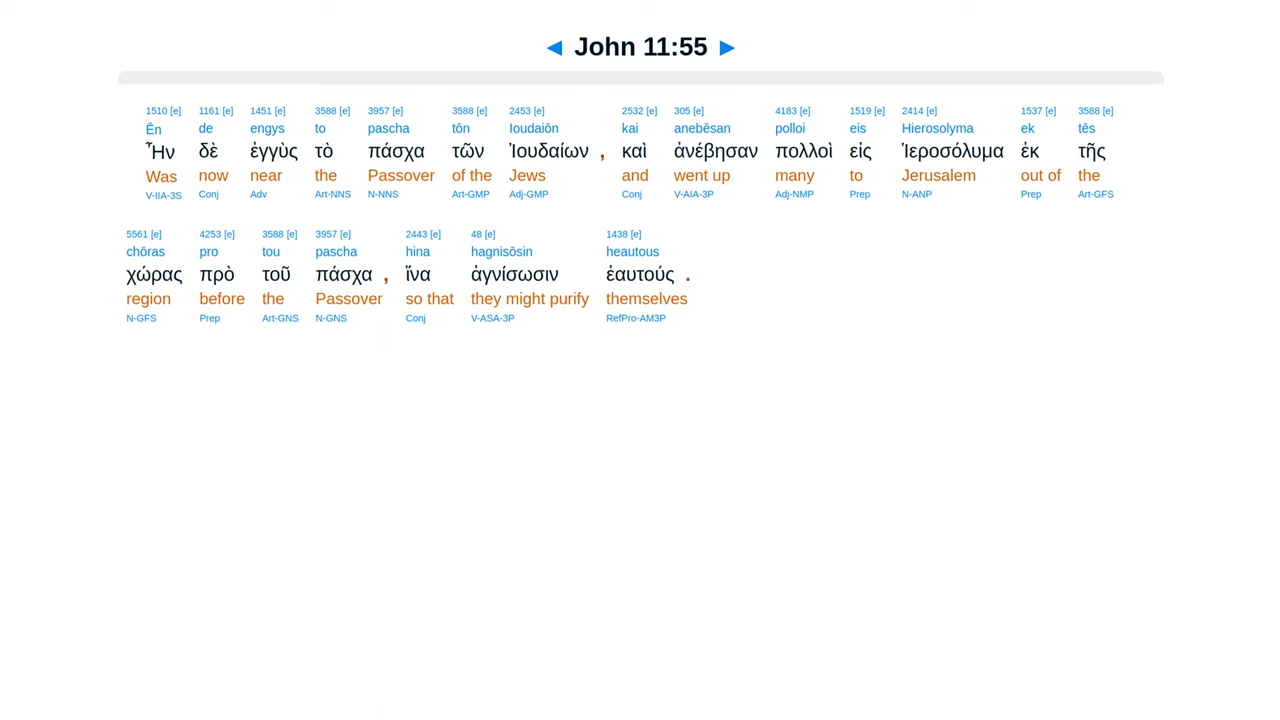 ◄ John 11:55 ►
1510 [e] 1161 [e] 1451 [e] 3588 [e] 3957 [e] 3588 [e] 2453 [e] 2532 [e] 305 [e] 4183 [e] 1519 [e] 2414 [e] 1537 [e] 3588 [e]
Ēn de engys to pascha tōn Ioudaiōn kai anebēsan polloi eis Hierosolyma ek tēs
Ἦν δὲ ἐγγὺς τὸ πάσχα τῶν Ἰουδαίων , καὶ ἀνέβησαν πολλοὶ εἰς Ἱεροσόλυμα ἐκ τῆς
Was now near the Passover of the Jews and went up many to Jerusalem out of the
V-IIA-3S Conj Adv Art-NNS N-NNS Art-GMP Adj-GMP Conj V-AIA-3P Adj-NMP Prep N-ANP Prep Art-GFS
5561 [e] 4253 [e] 3588 [e] 3957 [e] 2443 [e] 48 [e] 1438 [e]
chōras pro tou pascha hina hagnisōsin heautous
χώρας πρὸ τοῦ πάσχα , ἵνα ἁγνίσωσιν ἑαυτούς .
region before the Passover so that they might purify themselves
N-GFS Prep Art-GNS N-GNS Conj V-ASA-3P RefPro-AM3P